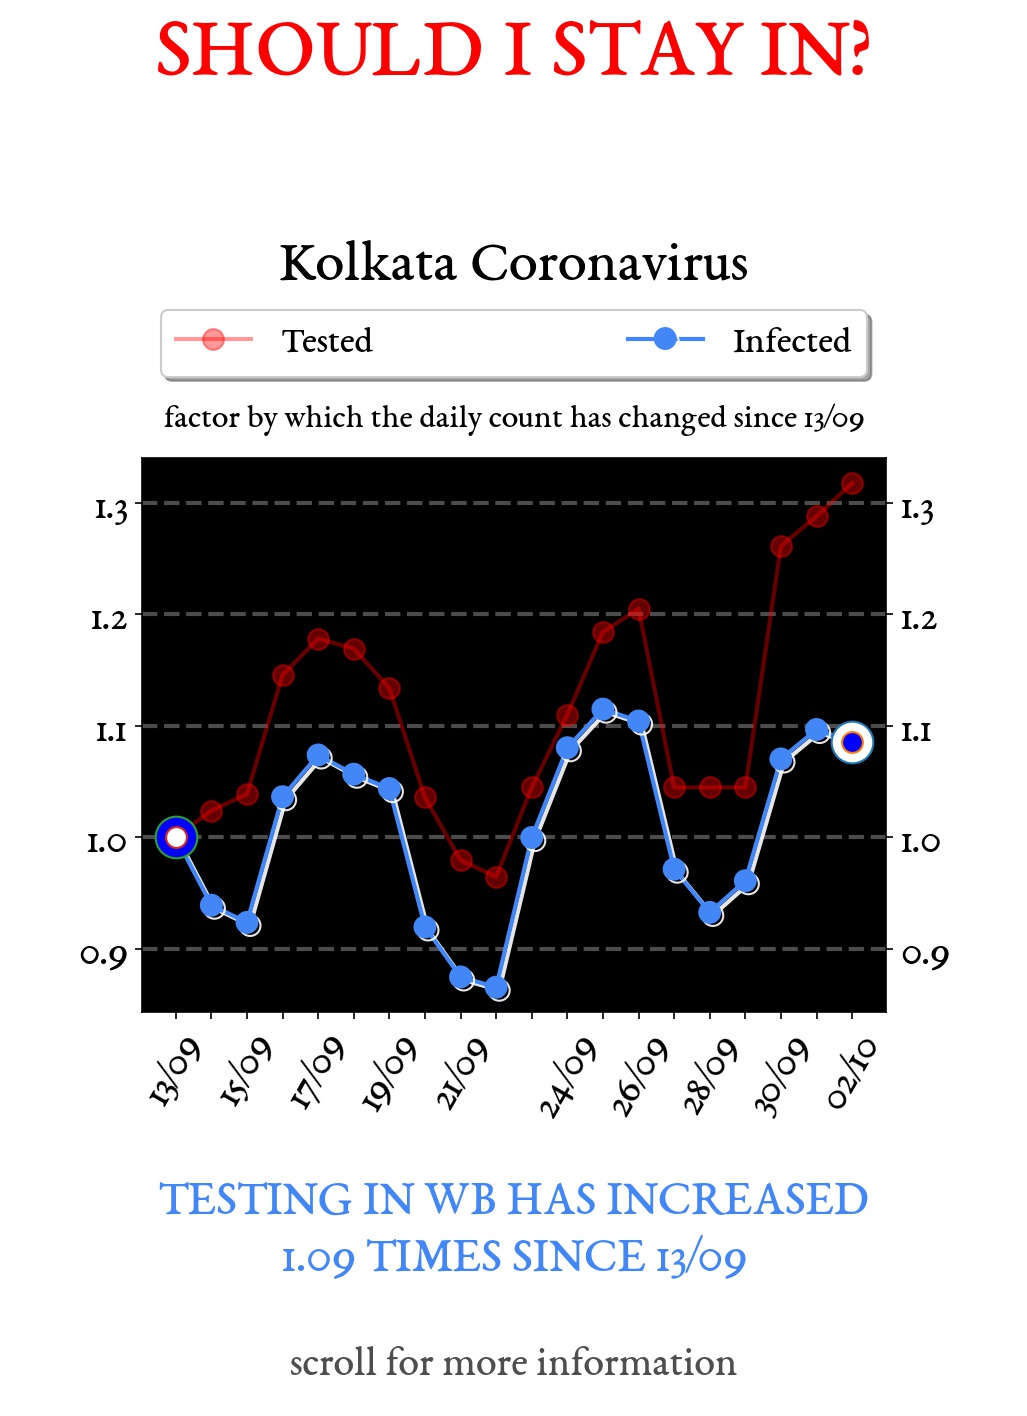 SHOULD I STAY IN?
Kolkata Coronavirus
Tested Infected
factor by which the daily count has changed since 13/09
1.3 1.3
1.2 1.2
1.1 1.1
1.0 1.0
0.9 0.9
13/09 15/09 17/09 19/09 21/09 24/09 26/09 28/09 30/09 02/10
TESTING IN WB HAS INCREASED
1.09 TIMES SINCE 13/09
scroll for more information